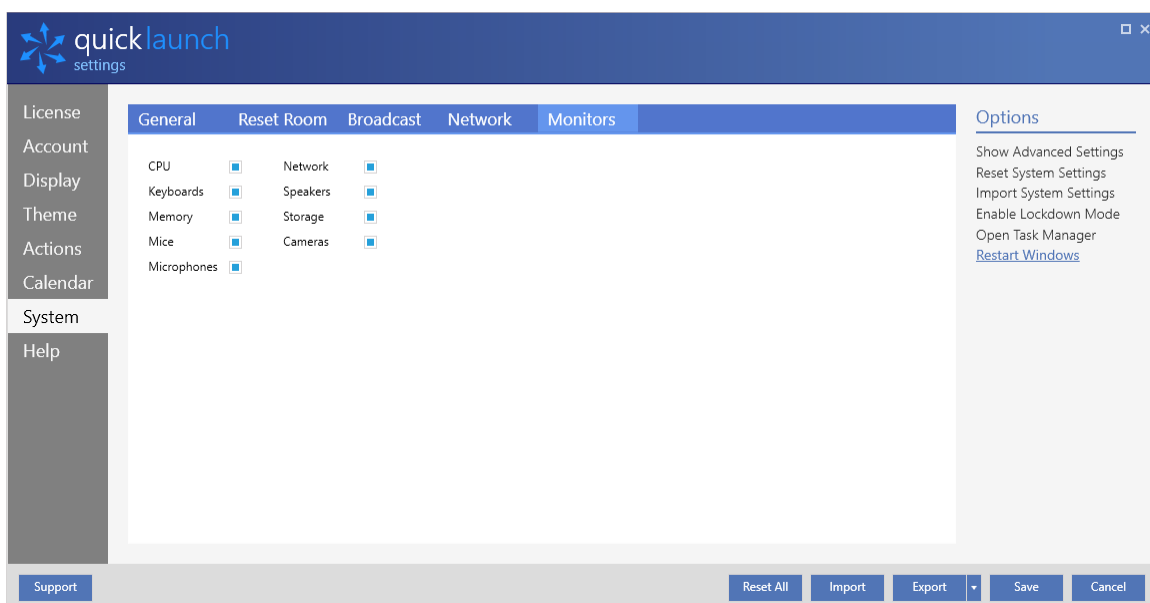 quicklaunch
settings
License
Account
Display
Theme
Actions
Calendar
System
Help
General Reset Room Broadcast Network Monitors
CPU Network
Keyboards Speakers
Memory Storage
Mice Cameras
Microphones
Options
Show Advanced Settings
Reset System Settings
Import System Settings
Enable Lockdown Mode
Open Task Manager
Restart Windows
Support Reset All Import Export Save Cancel